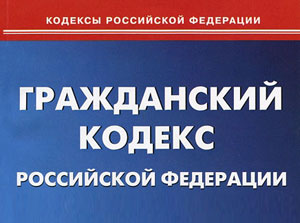 КОДЕКСЫ РОССИЙСКОЙ ФЕДЕРАЦИИ
ГРАЖДАНСКИЙ
КОДЕКС
РОССИЙСКОЙ ФЕДЕРАЦИИ